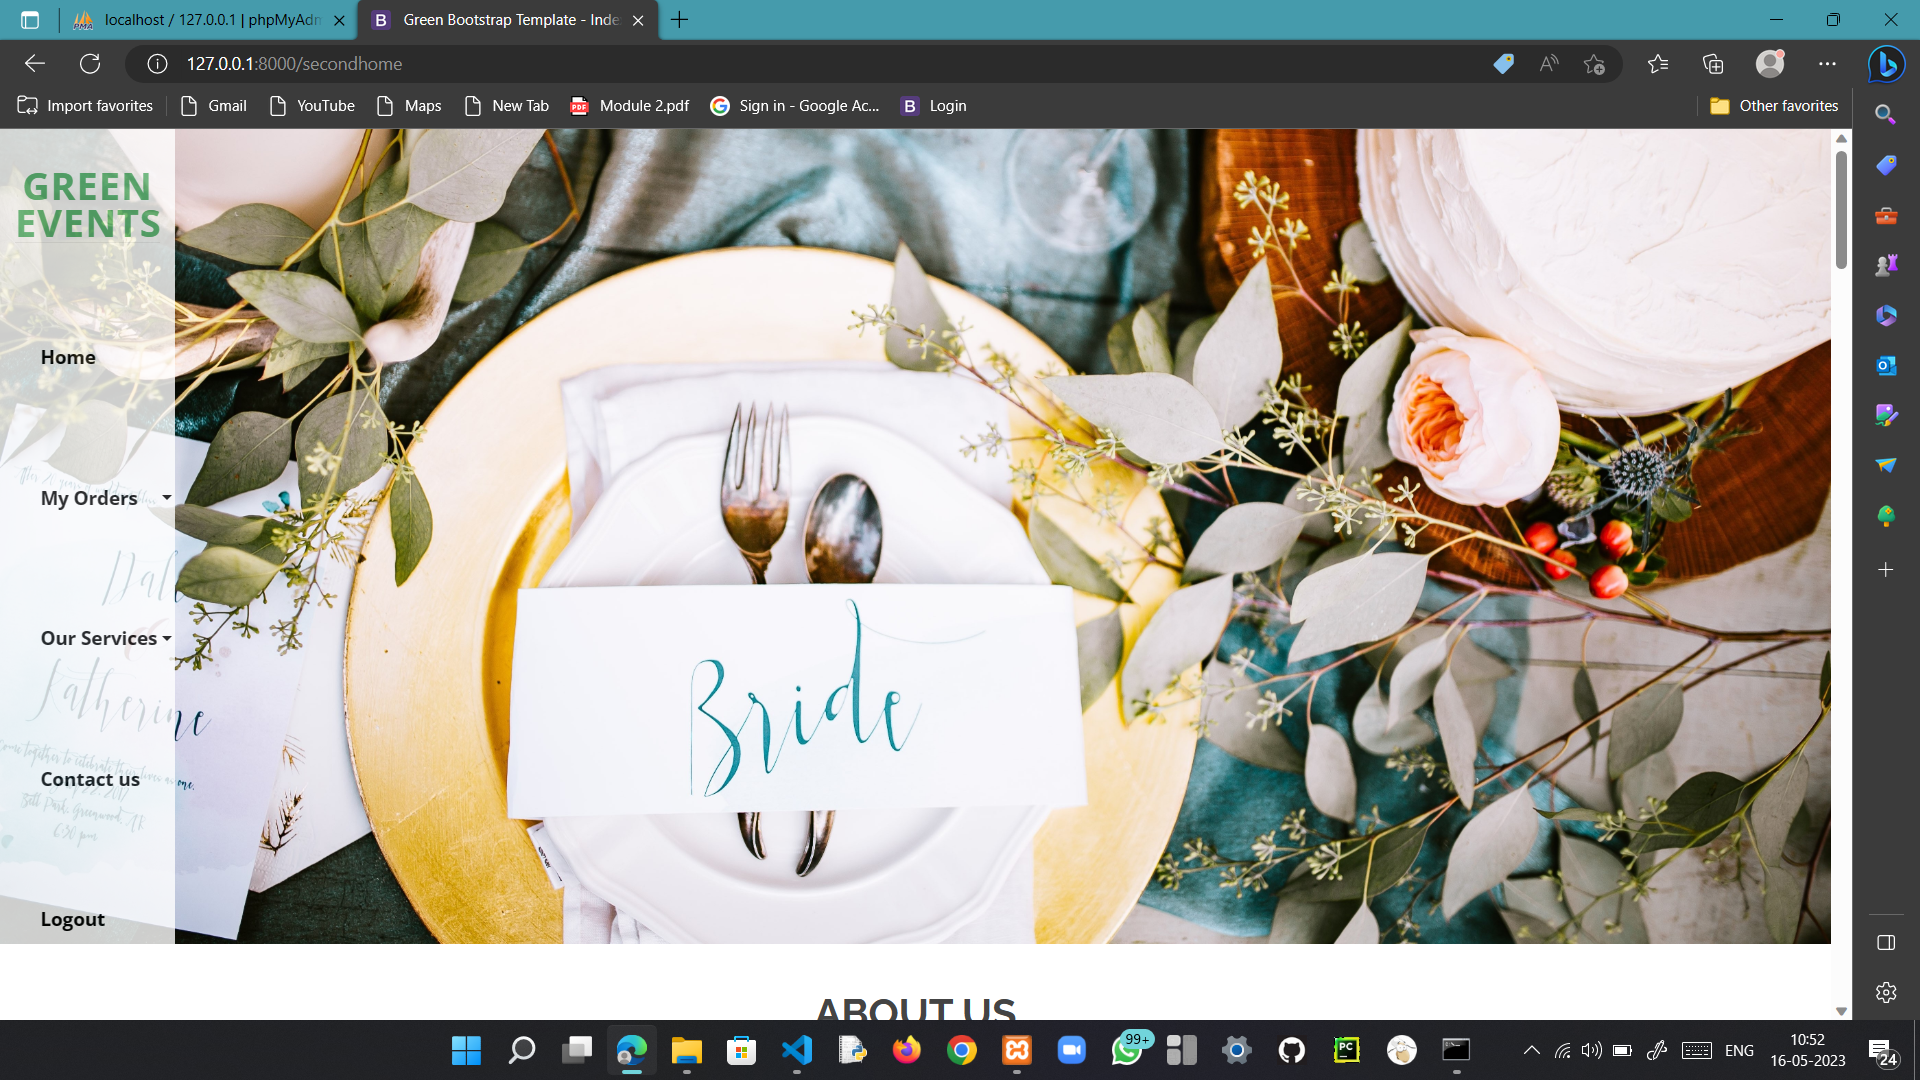 localhost / 127.0.0.1 | phpMyAdm
Green Bootstrap Template - Inde
127.0.0.1:8000/secondhome
Import favorites
Gmail
YouTube
Maps
New Tab
Module 2.pdf
Sign in - Google Ac...
Login
Other favorites
GREEN
EVENTS
Home
My Orders
Our Services
Contact us
Logout
Katherine
Bride
ABOUT US
99+
ENG
10:52
16-05-2023
24